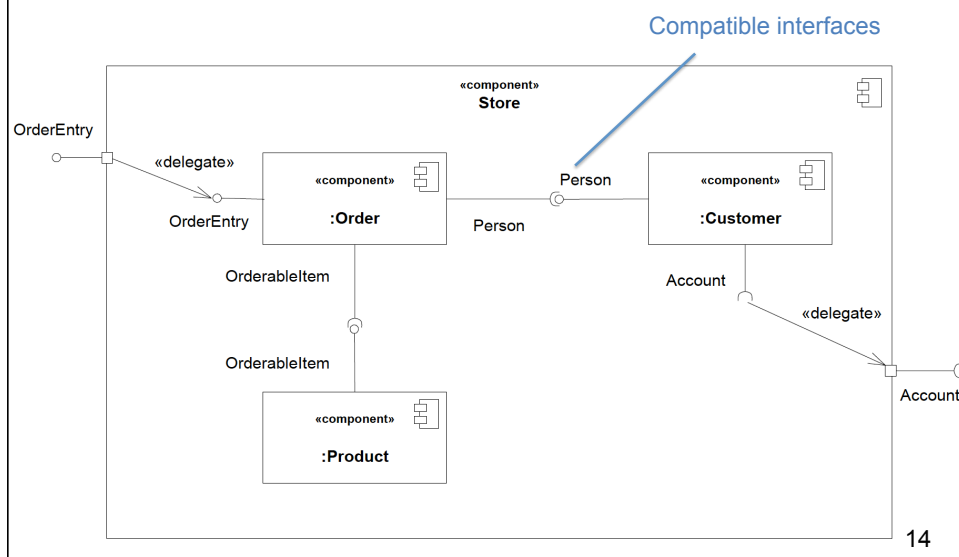 Compatible interfaces
«component»
Store
OrderEntry
«delegate»
OrderEntry
«component»
:Order
Person
Person
«component»
:Customer
OrderableItem
Account
«delegate»
OrderableItem
Account
«component»
:Product
14